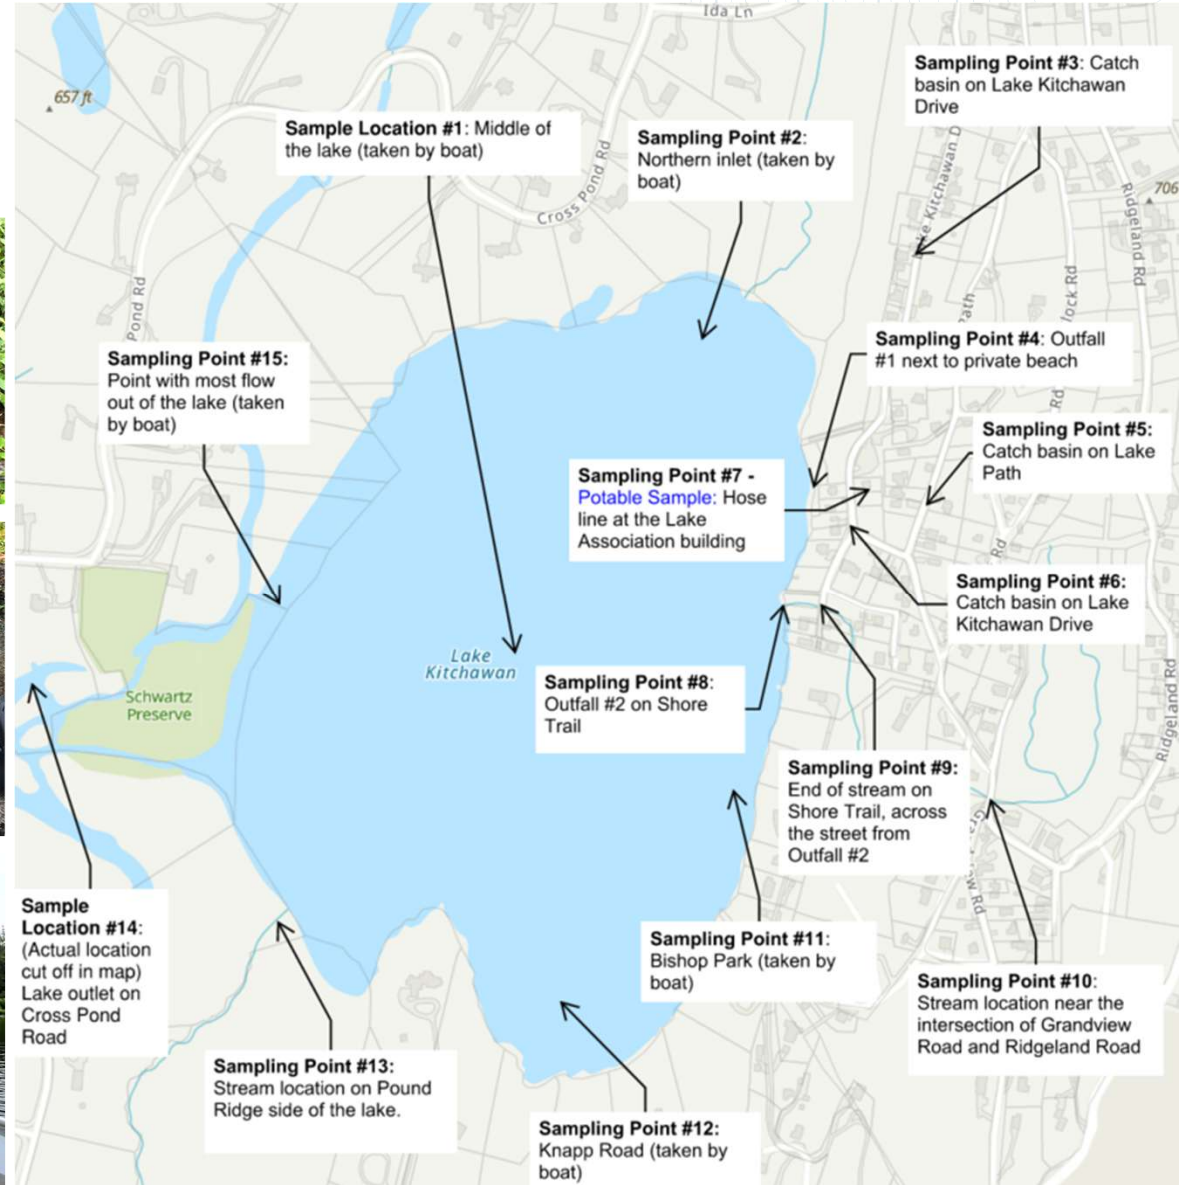 Ida Ln
Sampling Point #3: Catch
basin on Lake Kitchawan
Drive
657 ft
Sample Location #1: Middle of
the lake (taken by boat)
Sampling Point #2:
Northern inlet (taken by
boat)
Cross Pond Rd
Kitchawan
Ridgeland Rd
706
Pond Rd
Sampling Point #4: Outfall
#1 next to private beach
Sampling Point #15:
Point with most flow
out of the lake (taken
by boat)
Rd
Sampling Point #5:
Catch basin on Lake
Path
Sampling Point #7 -
Potable Sample: Hose
line at the Lake
Association building
Rd
Sampling Point #6:
Catch basin on Lake
Kitchawan Drive
Lake
Kitchawan
Sampling Point #8:
Outfall #2 on Shore
Trail
Schwartz
Preserve
Ridgeland Rd
Sampling Point #9:
End of stream on
Shore Trail, across
the street from
Outfall #2
Rd
Sample
Location #14:
(Actual location
cut off in map)
Lake outlet on
Cross Pond
Road
Sampling Point #11:
Bishop Park (taken by
boat)
Sampling Point #10:
Stream location near the
intersection of Grandview
Road and Ridgeland Road
Sampling Point #13:
Stream location on Pound
Ridge side of the lake.
Sampling Point #12:
Knapp Road (taken by
boat)